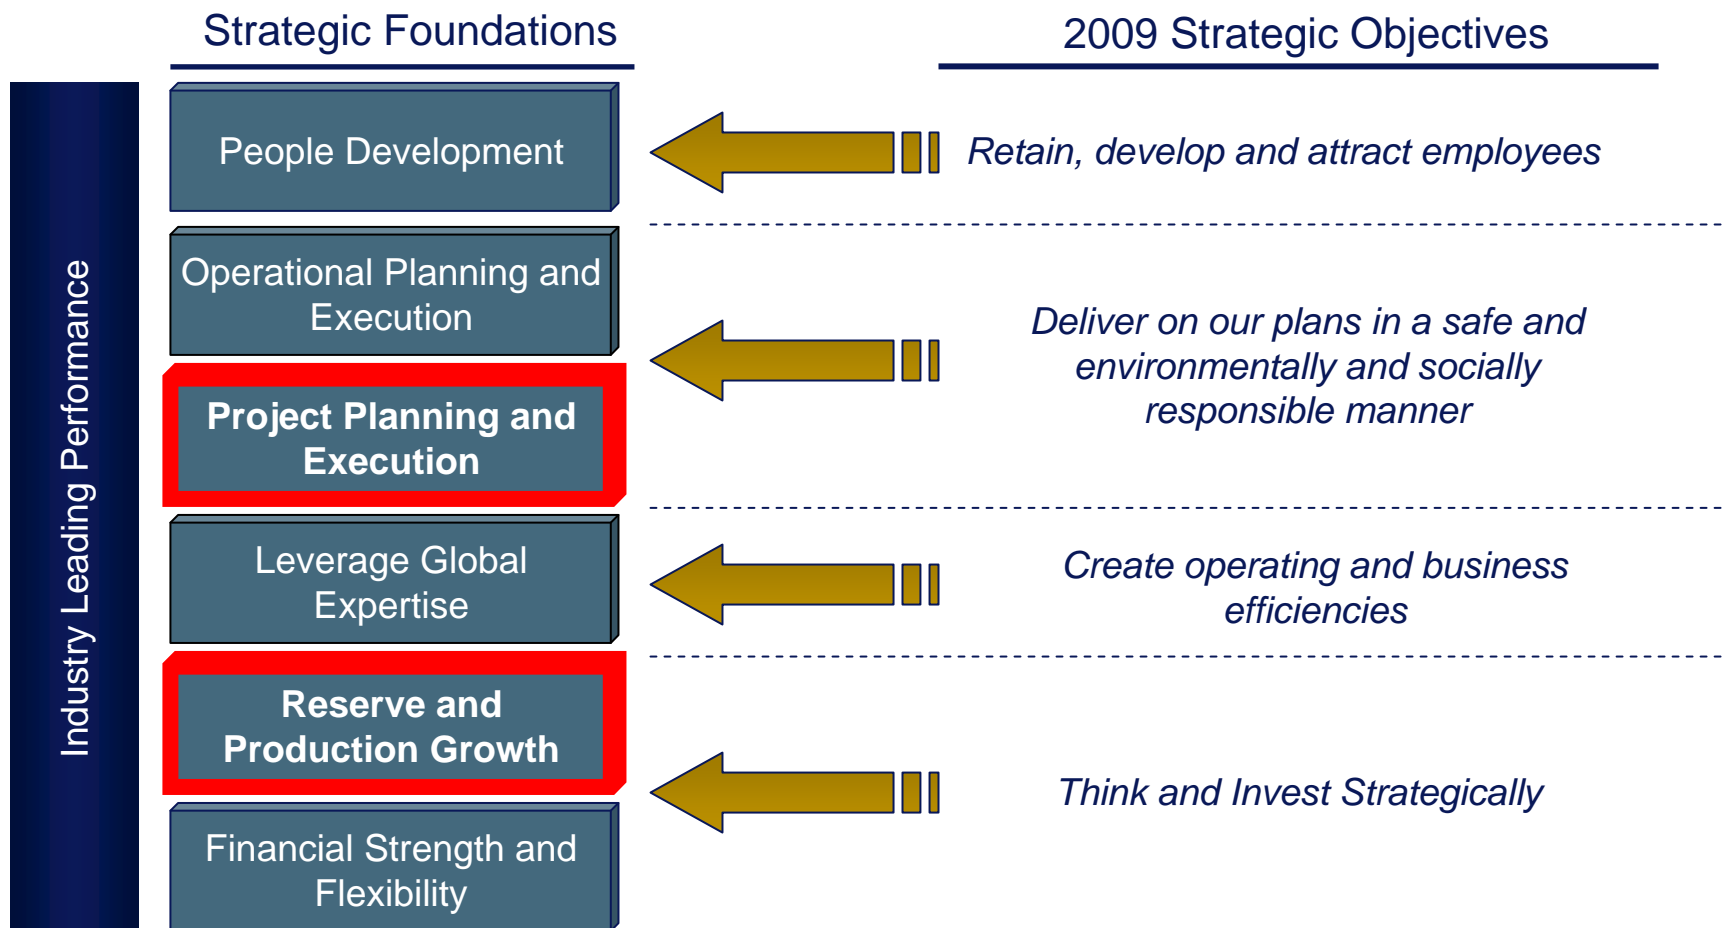 Strategic Foundations
2009 Strategic Objectives
Industry Leading Performance
People Development
Retain, develop and attract employees
Operational Planning and
Execution
Project Planning and
Execution
Deliver on our plans in a safe and
environmentally and socially
responsible manner
Leverage Global
Expertise
Create operating and business
efficiencies
Reserve and
Production Growth
Financial Strength and
Flexibility
Think and Invest Strategically